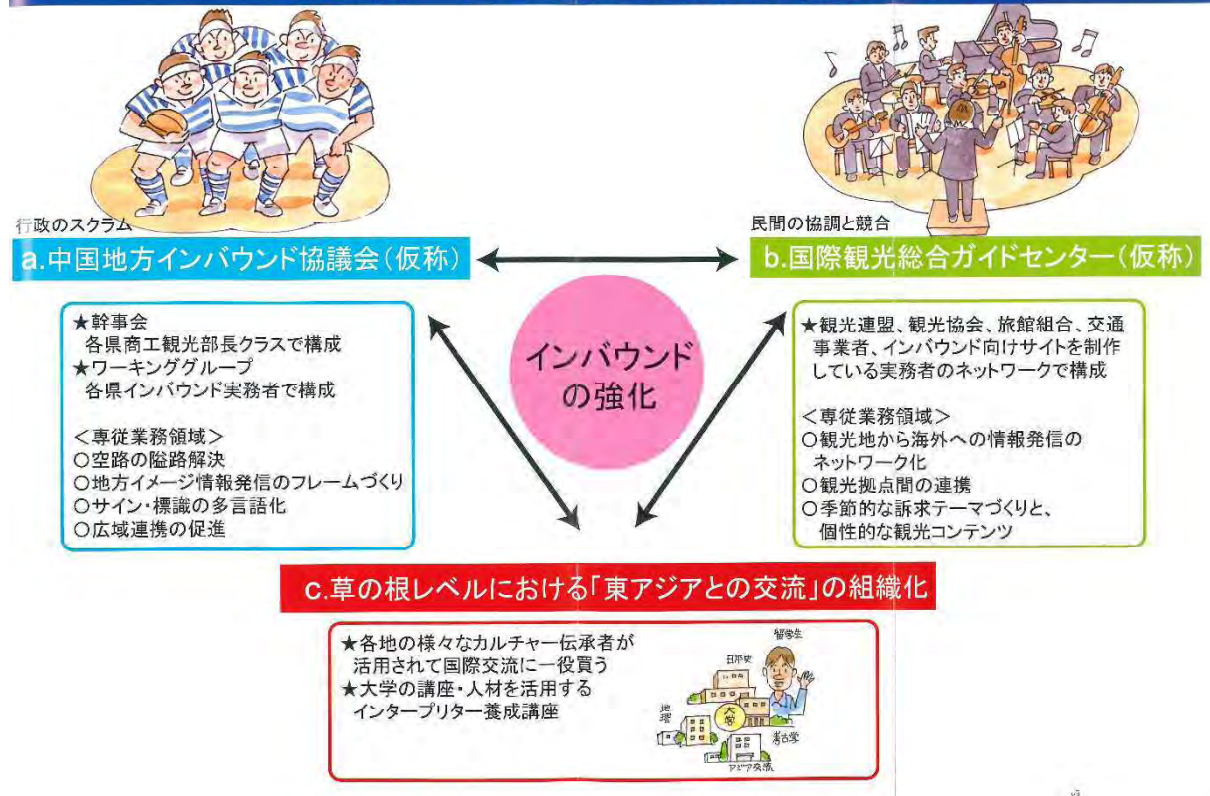 行政のスクラム
a.中国地方インバウンド協議会(仮称)
★幹事会
各県商工観光部長クラスで構成
★ワーキンググループ
各県インバウンド実務者で構成
<専従業務領域>
○空路の隘路解決
○地方イメージ情報発信のフレームづくり
○サイン・標識の多言語化
○広域連携の促進
民間の協調と競合
b.国際観光総合ガイドセンター(仮称)
★観光連盟、観光協会、旅館組合、交通
事業者、インバウンド向けサイトを制作
している実務者のネットワークで構成
<専従業務領域>
○観光地から海外への情報発信の
ネットワーク化
○観光拠点間の連携
○季節的な訴求テーマづくりと、
個性的な観光コンテンツ
インバウンド
の強化
c.草の根レベルにおける「東アジアとの交流」の組織化
★各地の様々なカルチャー伝承者が
活用されて国際交流に一役買う
★大学の講座・人材を活用する
インタープリター養成講座
留学生
日本史
大学
地理
考古学
アジア交流